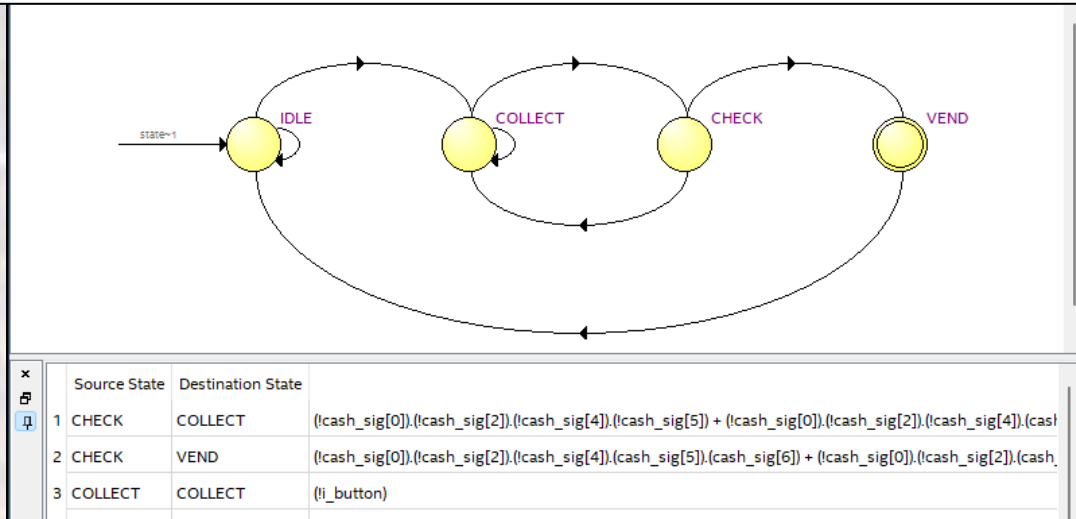 state~1
IDLE
COLLECT
CHECK
VEND
Source State Destination State
1 CHECK COLLECT (!cash_sig[0]).(!cash_sig[2]).(!cash_sig[4]).(!cash_sig[5]) + (!cash_sig[0]).(!cash_sig[2]).(!cash_sig[4]).(cash
2 CHECK VEND (!cash_sig[0]).(!cash_sig[2]).(!cash_sig[4]).(cash_sig[5]).(cash_sig[6]) + (!cash_sig[0]).(!cash_sig[2]).(cash_
3 COLLECT COLLECT (!i_button)